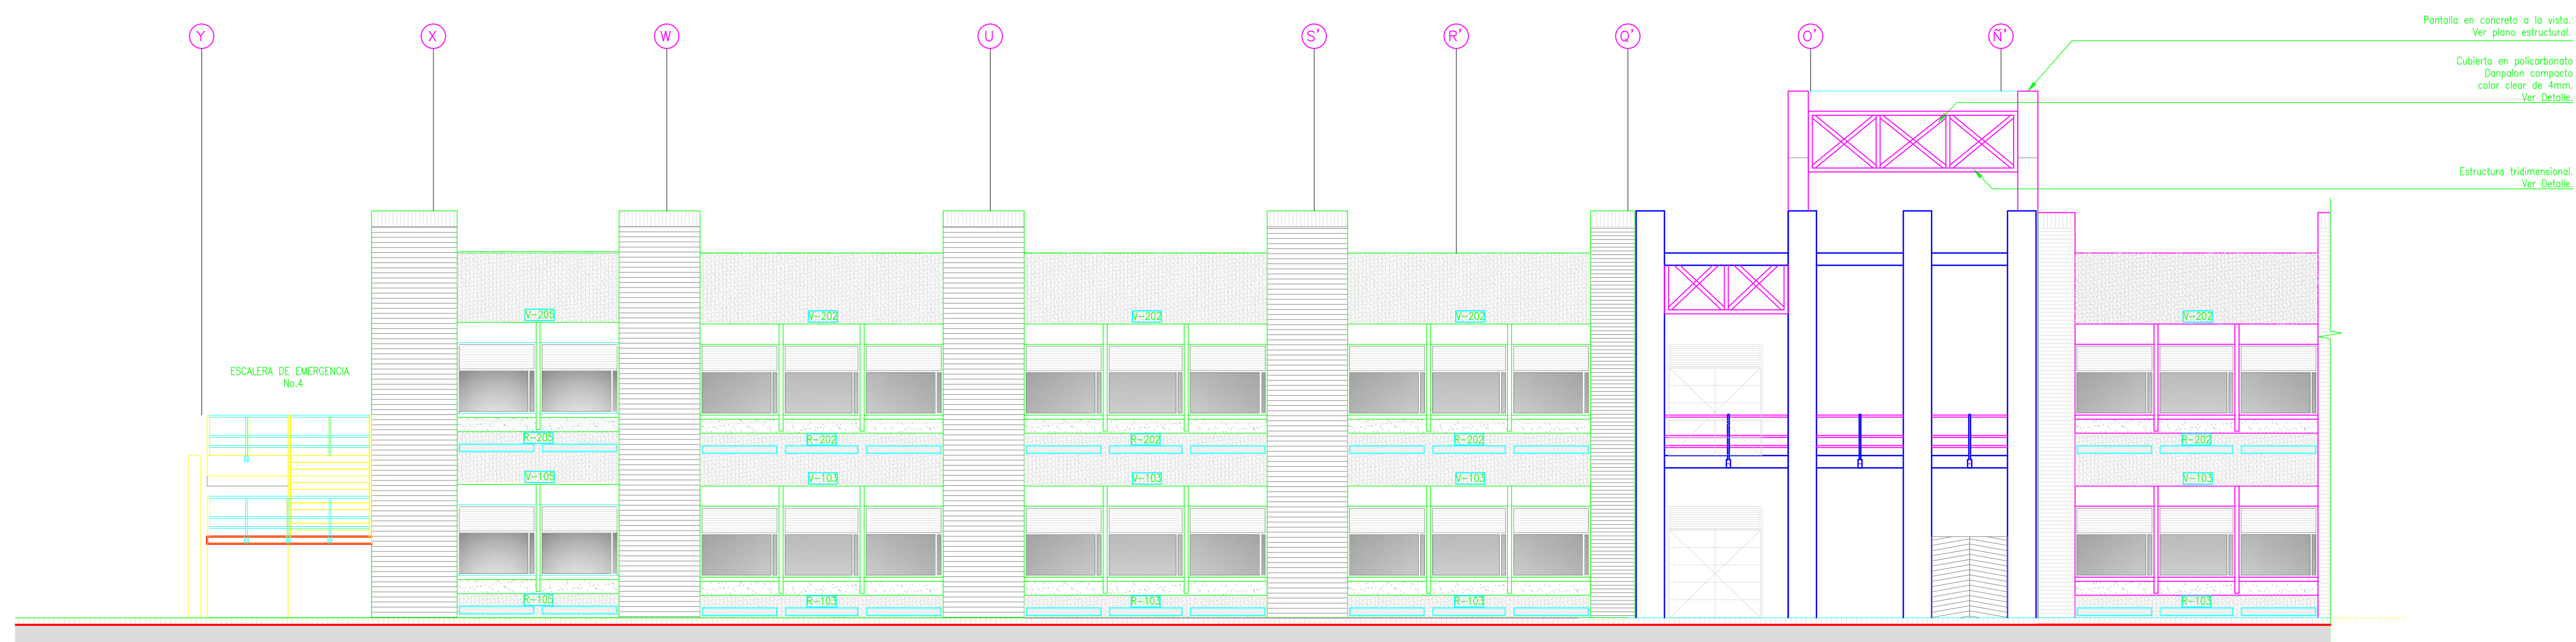 Y
X
W
U
S'
R'
Q'
O'
Ñ'
Pantalla en concreto a la vista.
Ver plano estructural.
Cubierta en policarbonato
Danpalon compacto
color clear de 4mm.
Ver Detalle.
Estructura tridimensional.
Ver Detalle.
V-205
V-202
V-202
V-202
V-202
ESCALERA DE EMERGENCIA
No.4
R-205
R-202
R-202
R-202
R-202
V-105
V-103
V-103
V-103
V-103
R-105
R-103
R-103
R-103
R-103